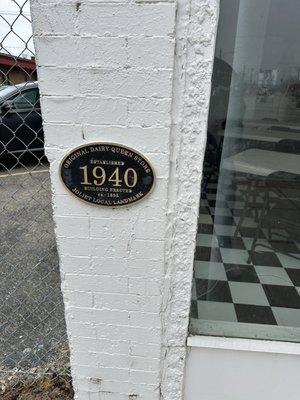 ORIGINAL DAIRY QUEEN STORE
ESTABLISHED
1940
BUILDING ERECTED
ca. 1895
JOLIET LOCAL LANDMARK